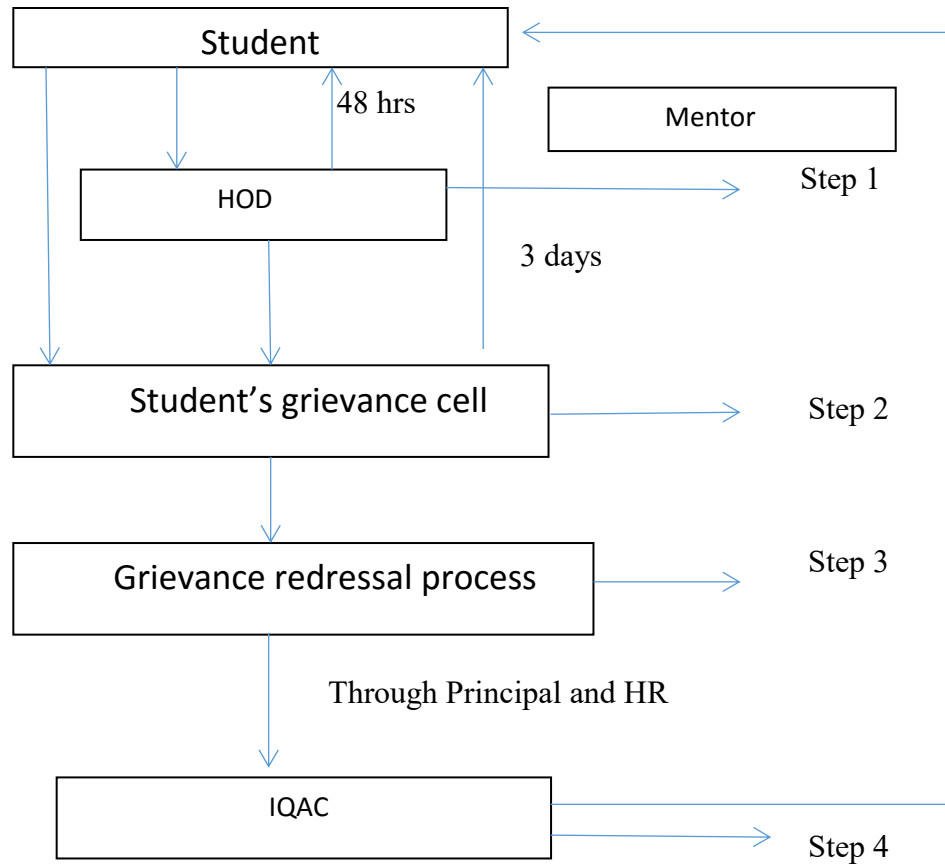 Student
48 hrs
Mentor
Step 1
HOD
3 days
Student’s grievance cell
Step 2
Grievance redressal process
Step 3
Through Principal and HR
IQAC
Step 4